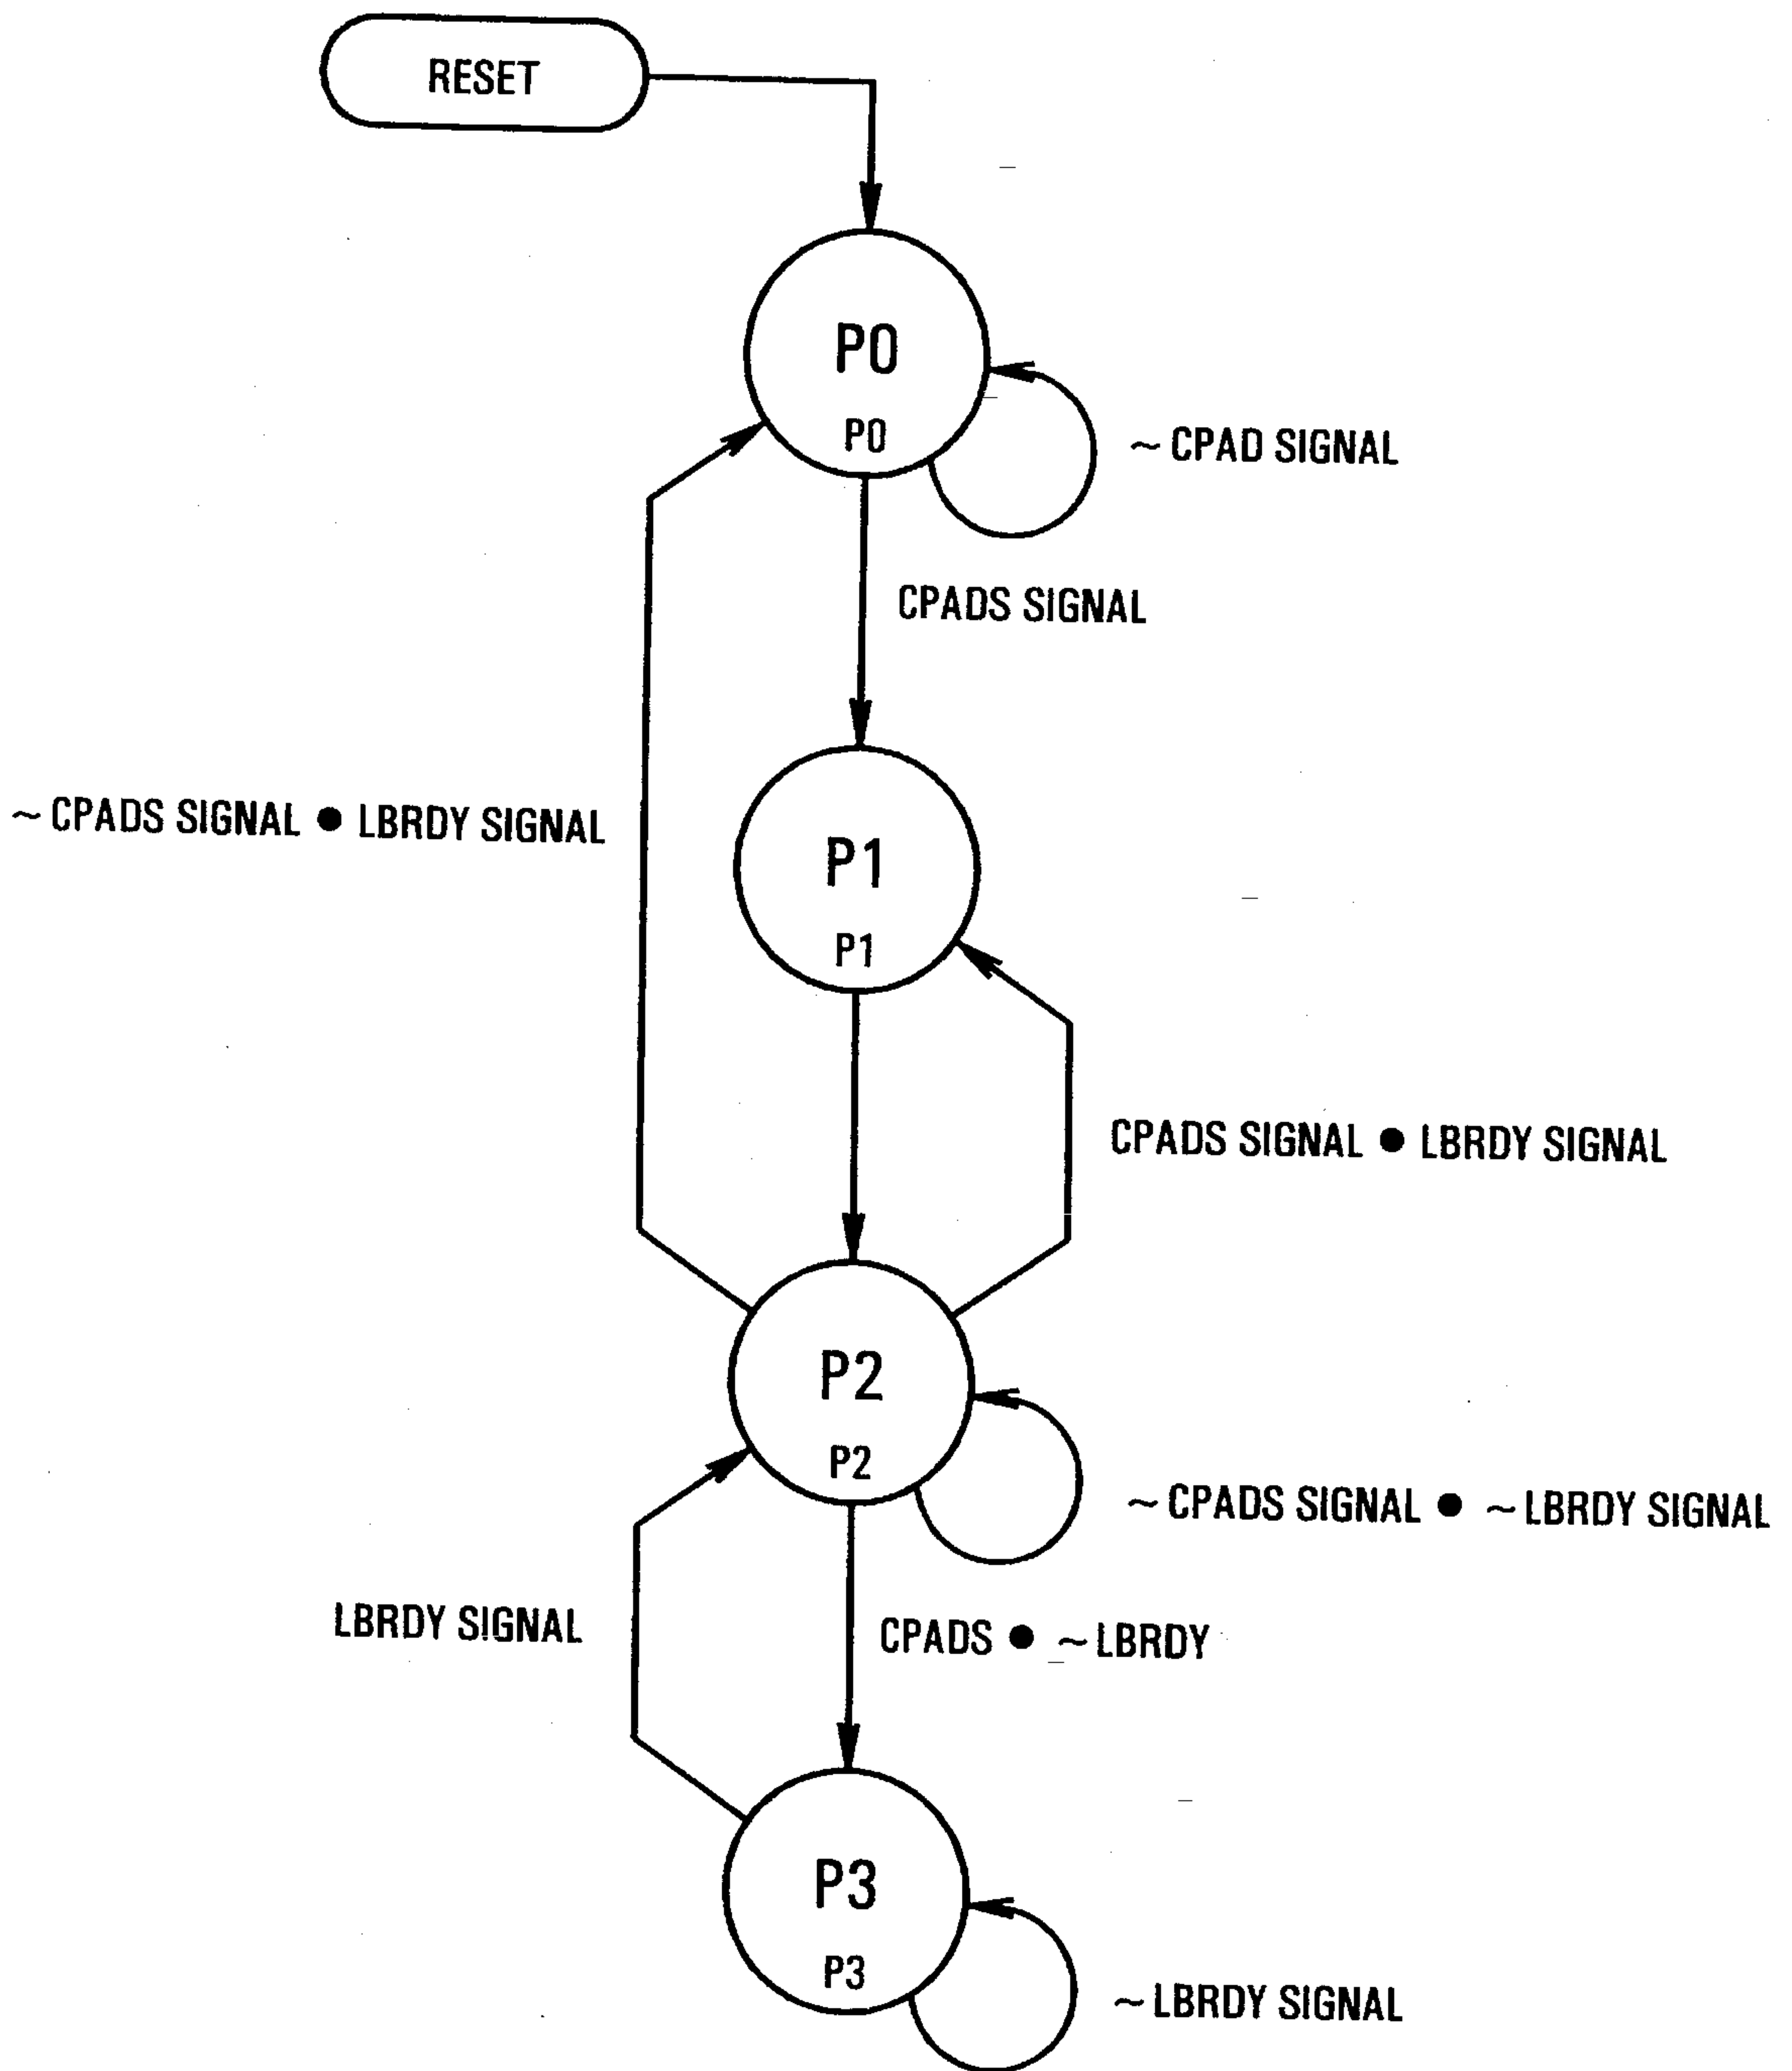 RESET
P0
P0
~ CPAD SIGNAL
CPADS SIGNAL
~ CPADS SIGNAL ● LBRDY SIGNAL
P1
P1
CPADS SIGNAL ● LBRDY SIGNAL
P2
P2
~ CPADS SIGNAL ● ~ LBRDY SIGNAL
LBRDY SIGNAL
CPADS ● ~ LBRDY
P3
P3
~ LBRDY SIGNAL